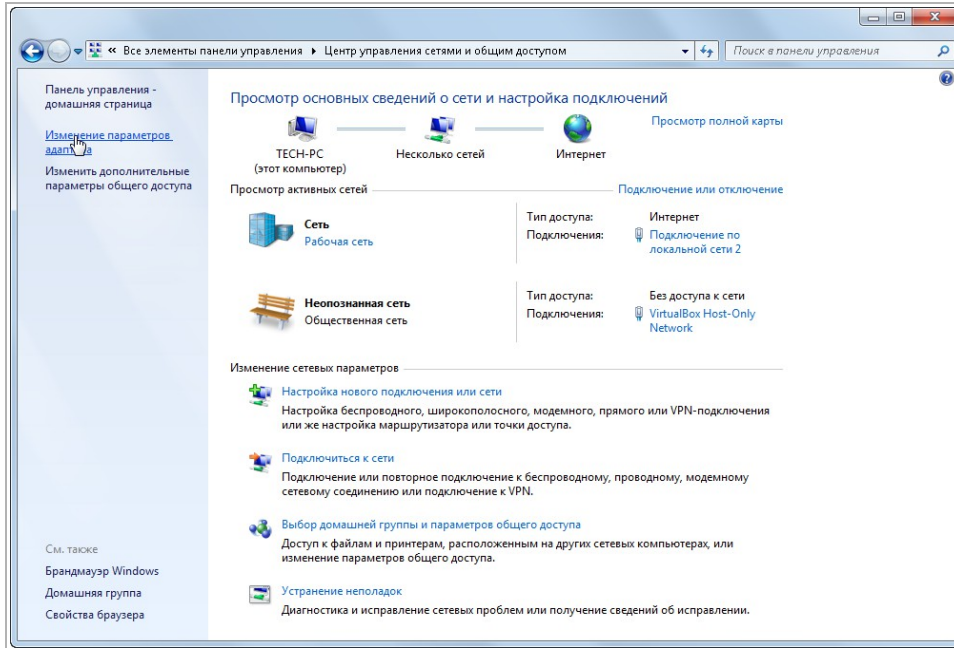 « Все элементы панели управления ▸ Центр управления сетями и общим доступом
Поиск в панели управления
Панель управления -
домашняя страница
Изменение параметров
адаптера
Изменить дополнительные
параметры общего доступа
См. также
Брандмауэр Windows
Домашняя группа
Свойства браузера
Просмотр основных сведений о сети и настройка подключений
Просмотр полной карты
TECH-PC
(этот компьютер)
Несколько сетей
Интернет
Просмотр активных сетей
Подключение или отключение
Сеть
Рабочая сеть
Тип доступа: Интернет
Подключения: Подключение по
локальной сети 2
Неопознанная сеть
Общественная сеть
Тип доступа: Без доступа к сети
Подключения: VirtualBox Host-Only
Network
Изменение сетевых параметров
Настройка нового подключения или сети
Настройка беспроводного, широкополосного, модемного, прямого или VPN-подключения
или же настройка маршрутизатора или точки доступа.
Подключиться к сети
Подключение или повторное подключение к беспроводному, проводному, модемному
сетевому соединению или подключение к VPN.
Выбор домашней группы и параметров общего доступа
Доступ к файлам и принтерам, расположенным на других сетевых компьютерах, или
изменение параметров общего доступа.
Устранение неполадок
Диагностика и исправление сетевых проблем или получение сведений об исправлении.